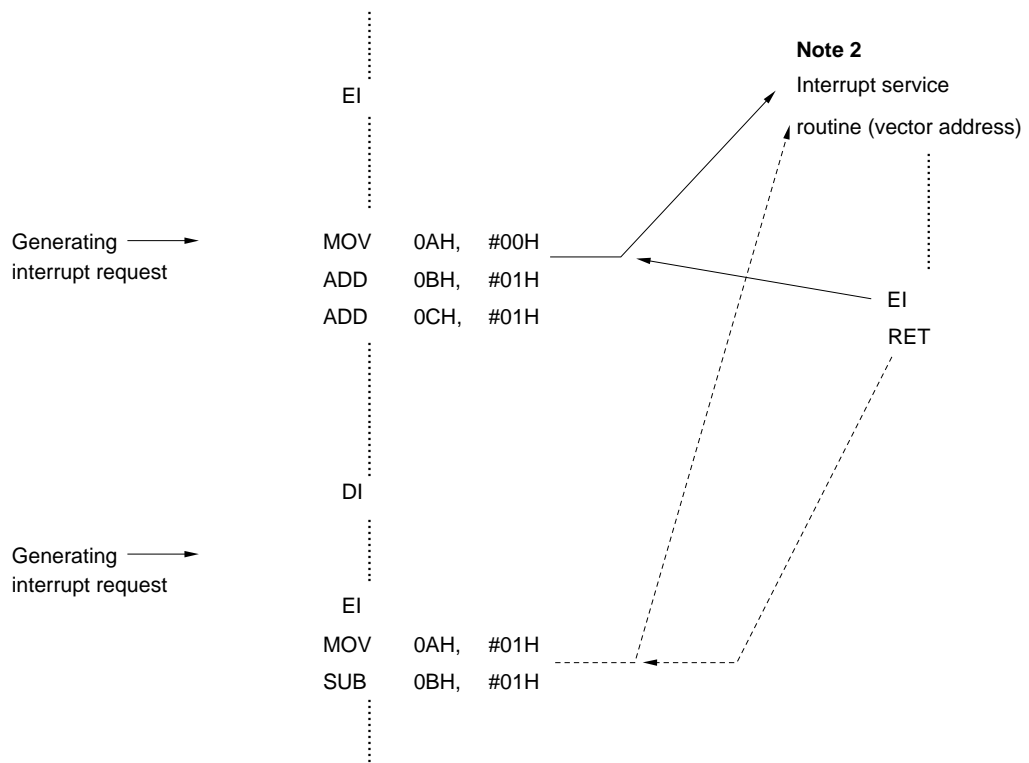 Note 2
Interrupt service
routine (vector address)
EI
Generating
interrupt request
MOV 0AH, #00H
ADD 0BH, #01H
ADD 0CH, #01H
EI
RET
DI
Generating
interrupt request
EI
MOV 0AH, #01H
SUB 0BH, #01H